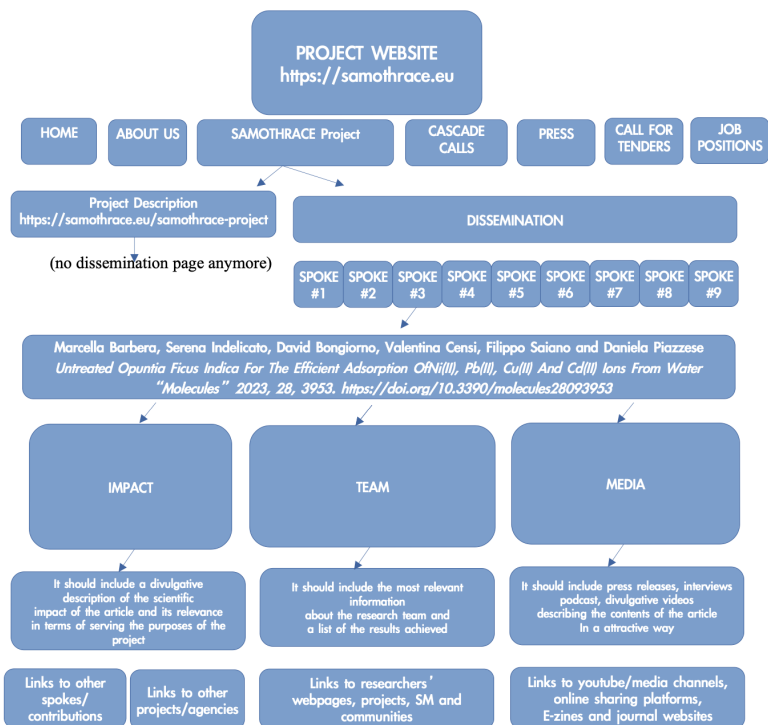 PROJECT WEBSITE
https://samothrace.eu
HOME
ABOUT US
SAMOTHRACE Project
CASCADE
CALLS
PRESS
CALL FOR
TENDERS
JOB
POSITIONS
Project Description
https://samothrace.eu/samothrace-project
DISSEMINATION
(no dissemination page anymore)
SPOKE
#1
SPOKE
#2
SPOKE
#3
SPOKE
#4
SPOKE
#5
SPOKE
#6
SPOKE
#7
SPOKE
#8
SPOKE
#9
Marcella Barbera, Serena Indelicato, David Bongiorno, Valentina Censi, Filippo Saiano and Daniela Piazzese
Untreated Opuntia Ficus Indica For The Efficient Adsorption OfNi(II), Pb(II), Cu(II) And Cd(II) Ions From Water
“Molecules” 2023, 28, 3953. https://doi.org/10.3390/molecules28093953
IMPACT
TEAM
MEDIA
It should include a divulgative
description of the scientific
impact of the article and its relevance
in terms of serving the purposes of the
project
It should include the most relevant
information
about the research team and
a list of the results achieved
It should include press releases, interviews
podcast, divulgative videos
describing the contents of the article
In a attractive way
Links to other
spokes/
contributions
Links to other
projects/agencies
Links to researchers’
webpages, projects, SM and
communities
Links to youtube/media channels,
online sharing platforms,
E-zines and journal websites